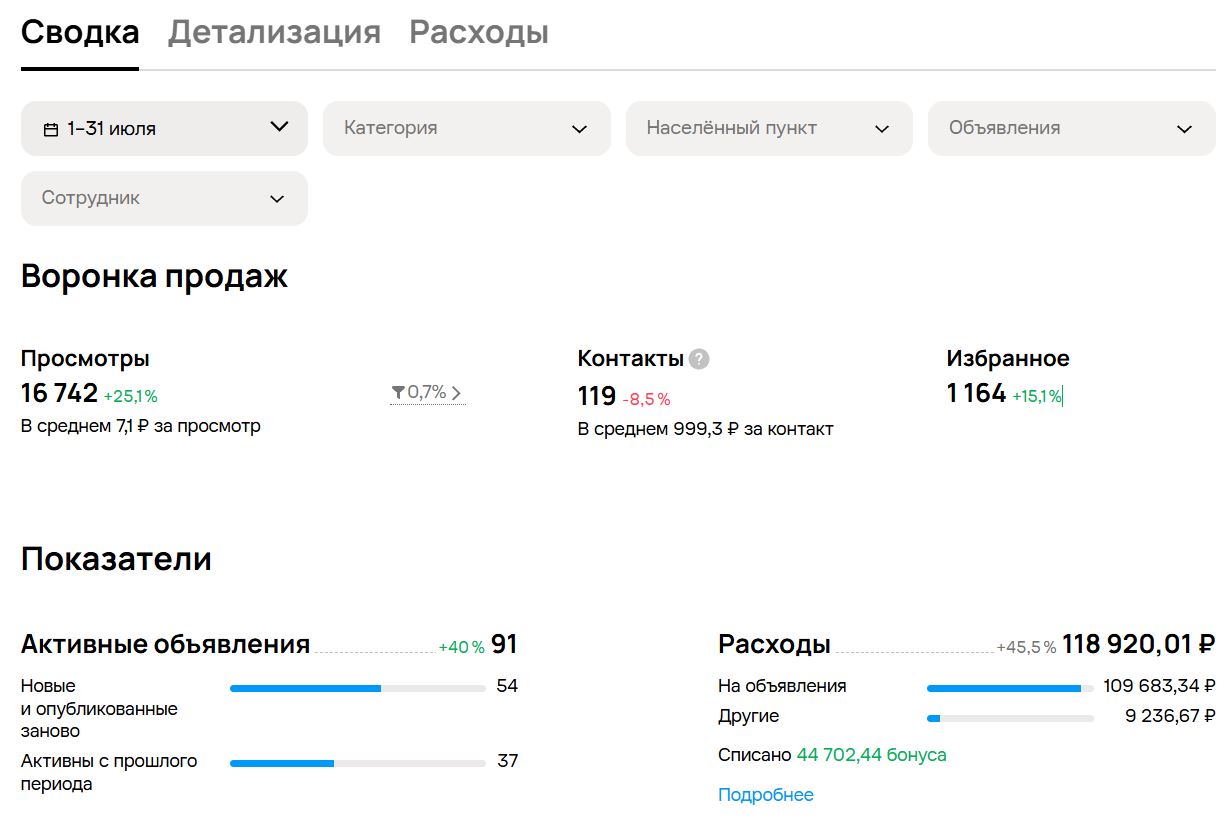 Сводка Детализация Расходы
1–31 июля Категория Населённый пункт Объявления
Сотрудник
Воронка продаж
Просмотры Контакты ? Избранное
16 742 +25,1% 0,7% 119 -8,5 % 1 164 +15,1%
В среднем 7,1 ₽ за просмотр В среднем 999,3 ₽ за контакт
Показатели
Активные объявления +40 % 91
Новые 54
и опубликованные
заново
Активны с прошлого 37
периода
Расходы +45,5 % 118 920,01 ₽
На объявления 109 683,34 ₽
Другие 9 236,67 ₽
Списано 44 702,44 бонуса
Подробнее